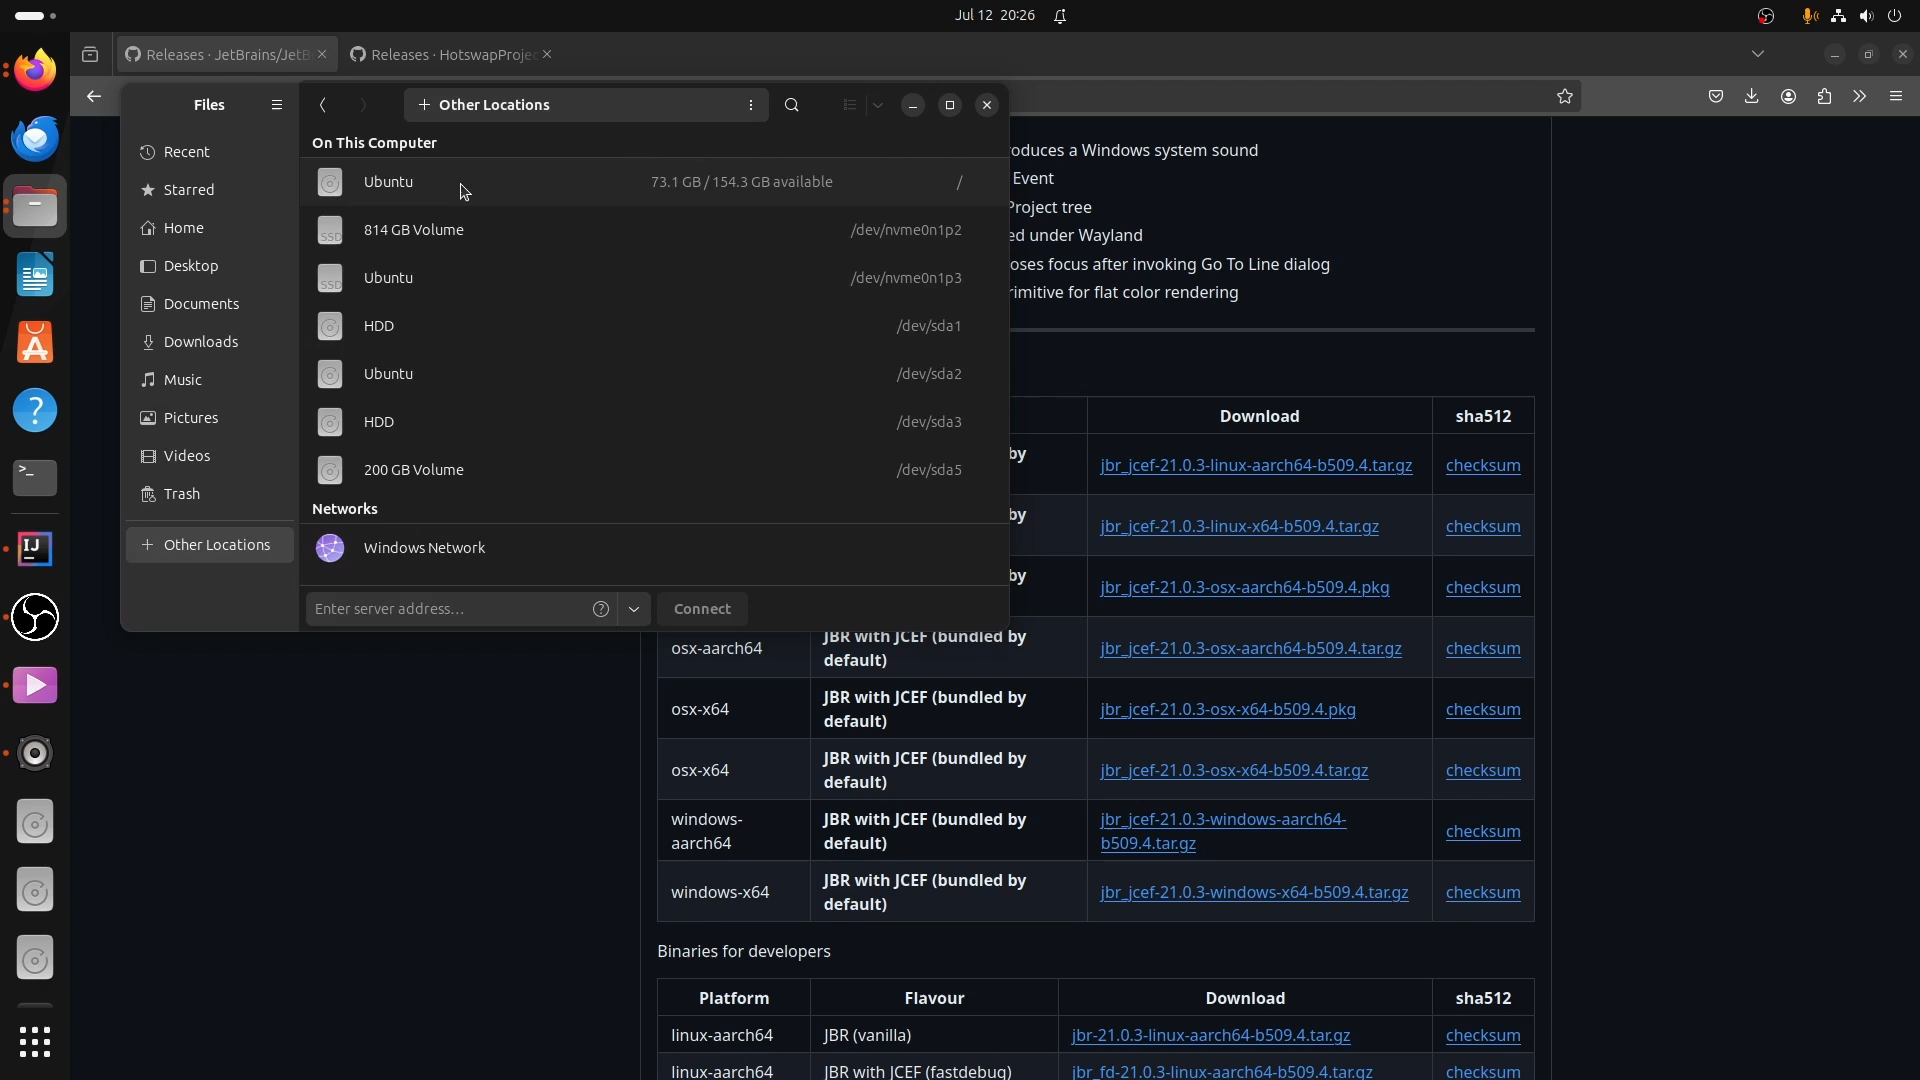 Jul 12 20:26
Releases · JetBrains/JetB
Releases · HotswapProjec
Files
Other Locations
Recent
Starred
Home
Desktop
Documents
Downloads
Music
Pictures
Videos
Trash
Other Locations
On This Computer
Ubuntu 73.1 GB / 154.3 GB available /
814 GB Volume /dev/nvme0n1p2
Ubuntu /dev/nvme0n1p3
HDD /dev/sda1
Ubuntu /dev/sda2
HDD /dev/sda3
200 GB Volume /dev/sda5
Networks
Windows Network
Enter server address...
Connect
oduces a Windows system sound
Event
Project tree
ed under Wayland
oses focus after invoking Go To Line dialog
rimitive for flat color rendering
Download sha512
by
jbr_jcef-21.0.3-linux-aarch64-b509.4.tar.gz checksum
by
jbr_jcef-21.0.3-linux-x64-b509.4.tar.gz checksum
by
jbr_jcef-21.0.3-osx-aarch64-b509.4.pkg checksum
osx-aarch64 JBR with JCEF (bundled by default) jbr_jcef-21.0.3-osx-aarch64-b509.4.tar.gz checksum
osx-x64 JBR with JCEF (bundled by default) jbr_jcef-21.0.3-osx-x64-b509.4.pkg checksum
osx-x64 JBR with JCEF (bundled by default) jbr_jcef-21.0.3-osx-x64-b509.4.tar.gz checksum
windows-aarch64 JBR with JCEF (bundled by default) jbr_jcef-21.0.3-windows-aarch64-b509.4.tar.gz checksum
windows-x64 JBR with JCEF (bundled by default) jbr_jcef-21.0.3-windows-x64-b509.4.tar.gz checksum
Binaries for developers
Platform Flavour Download sha512
linux-aarch64 JBR (vanilla) jbr-21.0.3-linux-aarch64-b509.4.tar.gz checksum
linux-aarch64 JBR with JCEF (fastdebug) jbr_fd-21.0.3-linux-aarch64-b509.4.tar.gz checksum